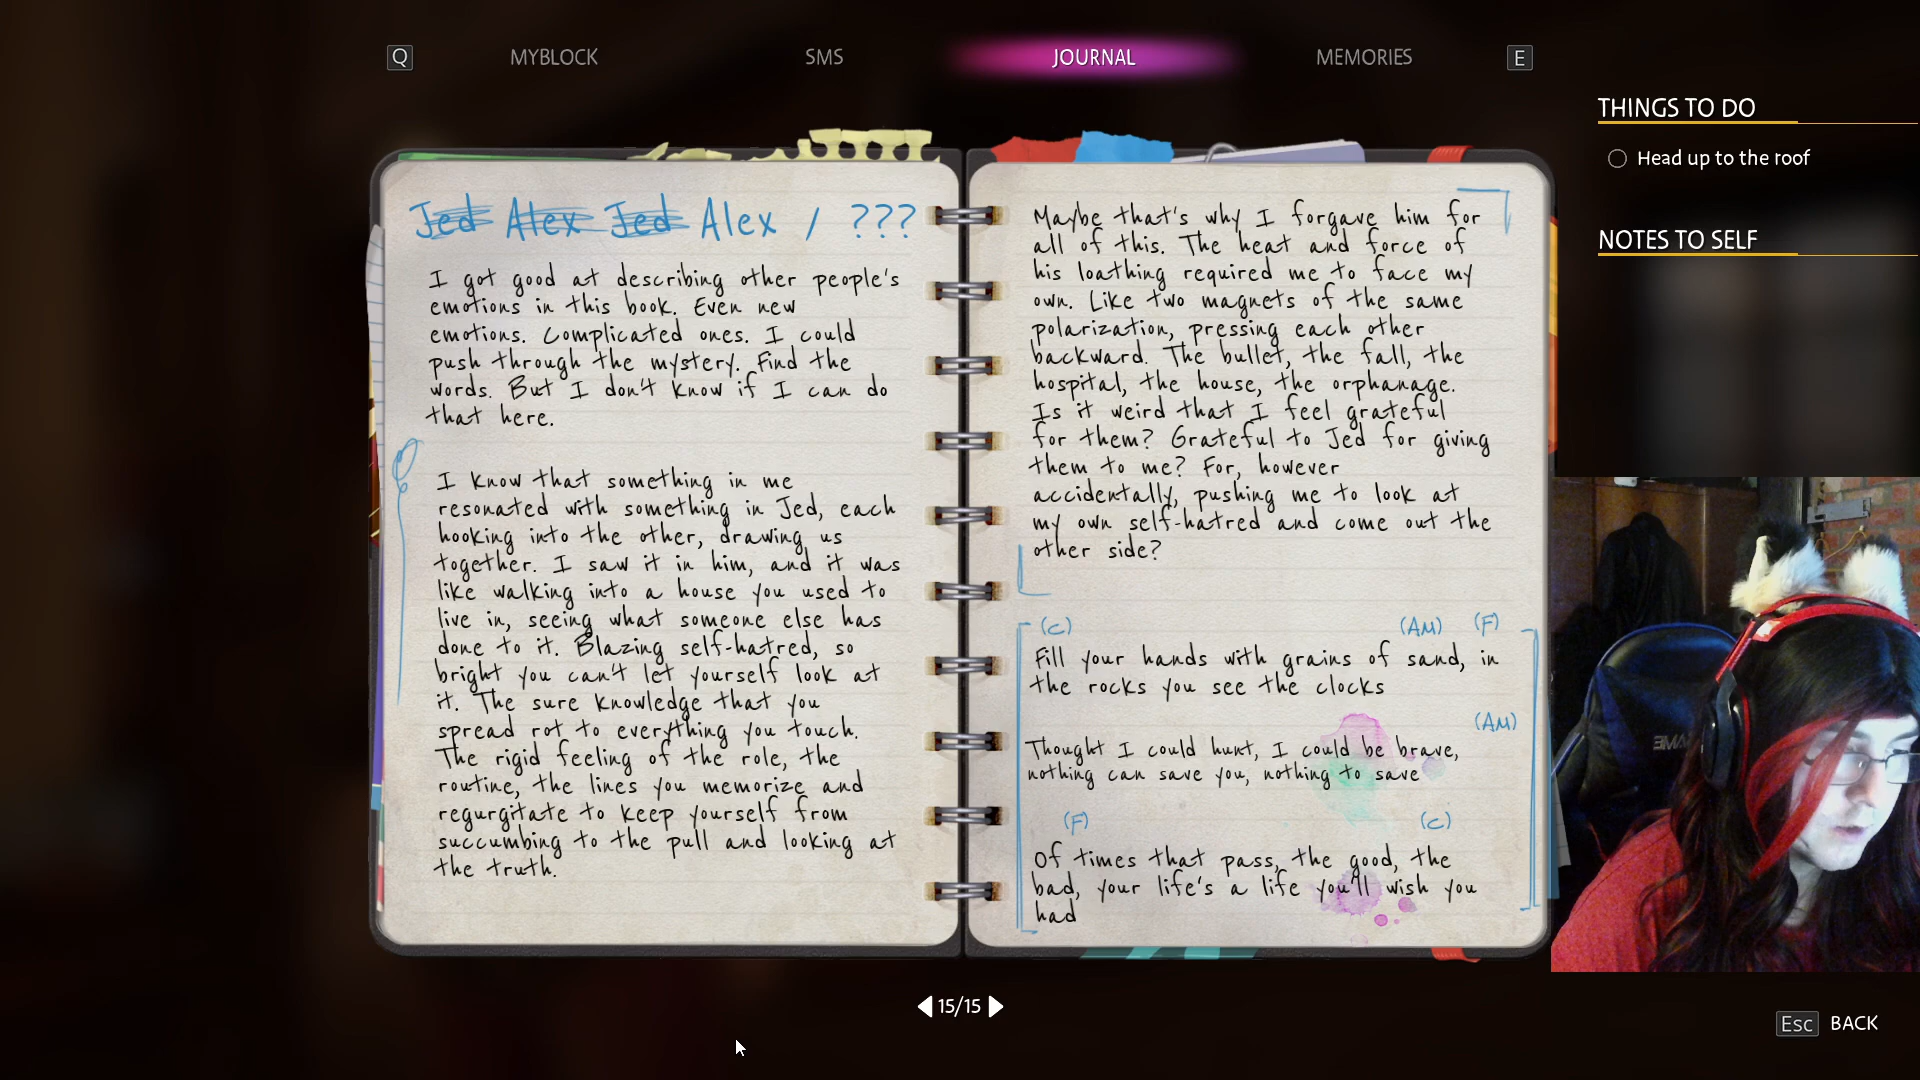 Q MYBLOCK SMS JOURNAL MEMORIES E
THINGS TO DO
Head up to the roof
NOTES TO SELF
Jed Alex Jed Alex / ???
I got good at describing other people's
emotions in this book. Even new
emotions. Complicated ones. I could
push through the mystery. Find the
words. But I don't know if I can do
that here.
I know that something in me
resonated with something in Jed, each
hooking into the other, drawing us
together. I saw it in him, and it was
like walking into a house you used to
live in, seeing what someone else has
done to it. Blazing self-hatred, so
bright you can't let yourself look at
it. The sure knowledge that you
spread rot to everything you touch.
The rigid feeling of the role, the
routine, the lines you memorize and
regurgitate to keep yourself from
succumbing to the pull and looking at
the truth.
Maybe that's why I forgave him for
all of this. The heat and force of
his loathing required me to face my
own. Like two magnets of the same
polarization, pressing each other
backward. The bullet, the fall, the
hospital, the house, the orphanage.
Is it weird that I feel grateful
for them? Grateful to Jed for giving
them to me? For, however
accidentally, pushing me to look at
my own self-hatred and come out the
other side?
(C) (AM) (F)
Fill your hands with grains of sand, in
the rocks you see the clocks
(AM)
Thought I could hunt, I could be brave,
nothing can save you, nothing to save
(F) (C)
Of times that pass, the good, the
bad, your life's a life you'll wish you
had
15/15
Esc BACK